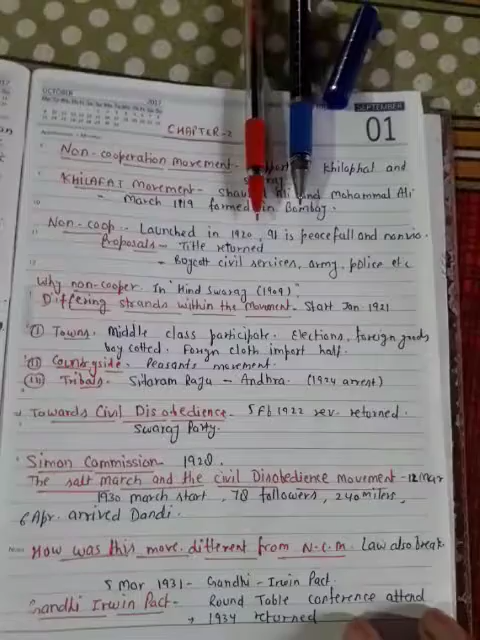 OCTOBER 2017
SEPTEMBER
01
CHAPTER-2
Non-cooperation movement- Khilaphat and
KHILAFAT Movement- Ali and Mohammal Ali
- March 1919 formed in Bombay.
Non-coop- Launched in 1920, It is peacefull and nonvio.
Proposals- Title returned
- Boycott civil services, army, police etc
Why non-cooper. In "Hind Swaraj (1909)".
Differing strands within the Movement- Start Jan 1921
(i) Towns. Middle class participate. Elections, foreign goods
boycotted. Foreign cloth import half.
(ii) Countryside. Peasants movement.
(iii) Tribals. Sitaram Raju - Andhra. (1924 arrest)
Towards Civil Disobedience- 5 Feb 1922 rev. returned.
Swaraj Party.
Simon Commission- 1928.
The salt march and the civil Disobedience movement - 12 Mar
1930 march start, 78 followers, 240 miles,
6 Apr. arrived Dandi.
Notes
How was this move. different from N.C.M. Law also break.
5 Mar 1931- Gandhi-Irwin Pact.
Gandhi Irwin Pact- Round Table conference attend
→ 1934 returned